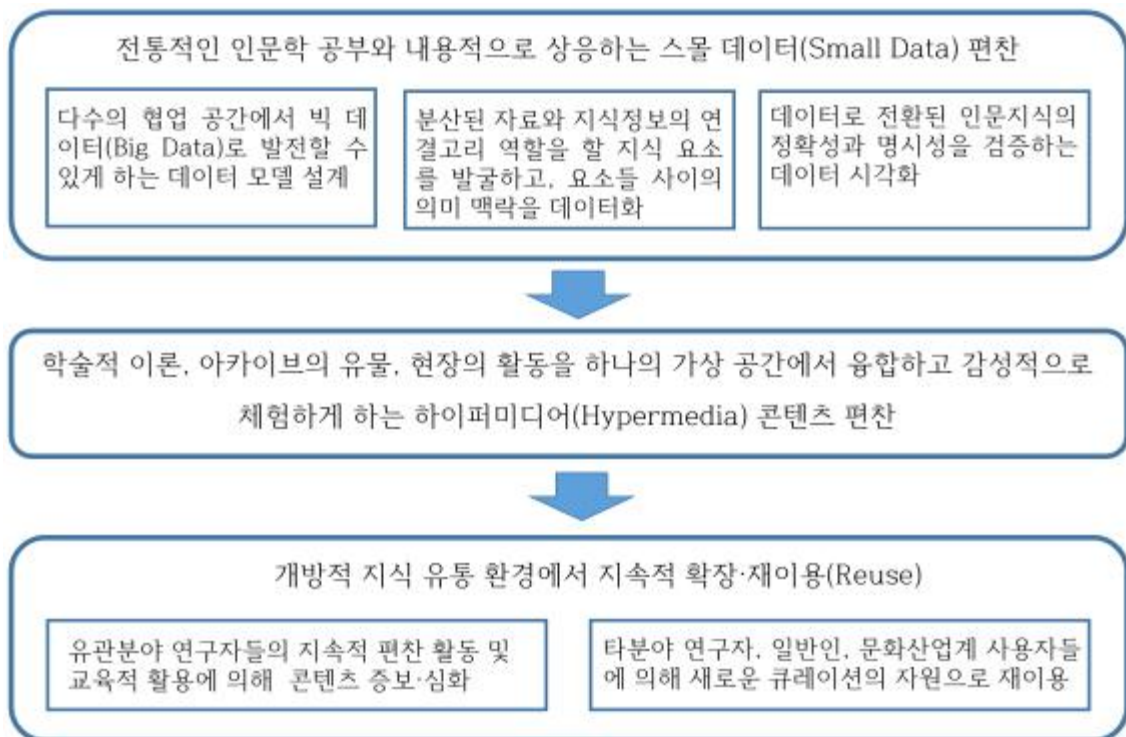 전통적인 인문학 공부와 내용적으로 상응하는 스몰 데이터(Small Data) 편찬
다수의 협업 공간에서 빅 데
이터(Big Data)로 발전할 수
있게 하는 데이터 모델 설계
분산된 자료와 지식정보의 연
결고리 역할을 할 지식 요소
를 발굴하고, 요소들 사이의
의미 맥락을 데이터화
데이터로 전환된 인문지식의
정확성과 명시성을 검증하는
데이터 시각화
학술적 이론, 아카이브의 유물, 현장의 활동을 하나의 가상 공간에서 융합하고 감성적으로
체험하게 하는 하이퍼미디어(Hypermedia) 콘텐츠 편찬
개방적 지식 유통 환경에서 지속적 확장·재이용(Reuse)
유관분야 연구자들의 지속적 편찬 활동 및
교육적 활용에 의해 콘텐츠 증보·심화
타분야 연구자, 일반인, 문화산업계 사용자들
에 의해 새로운 큐레이션의 자원으로 재이용